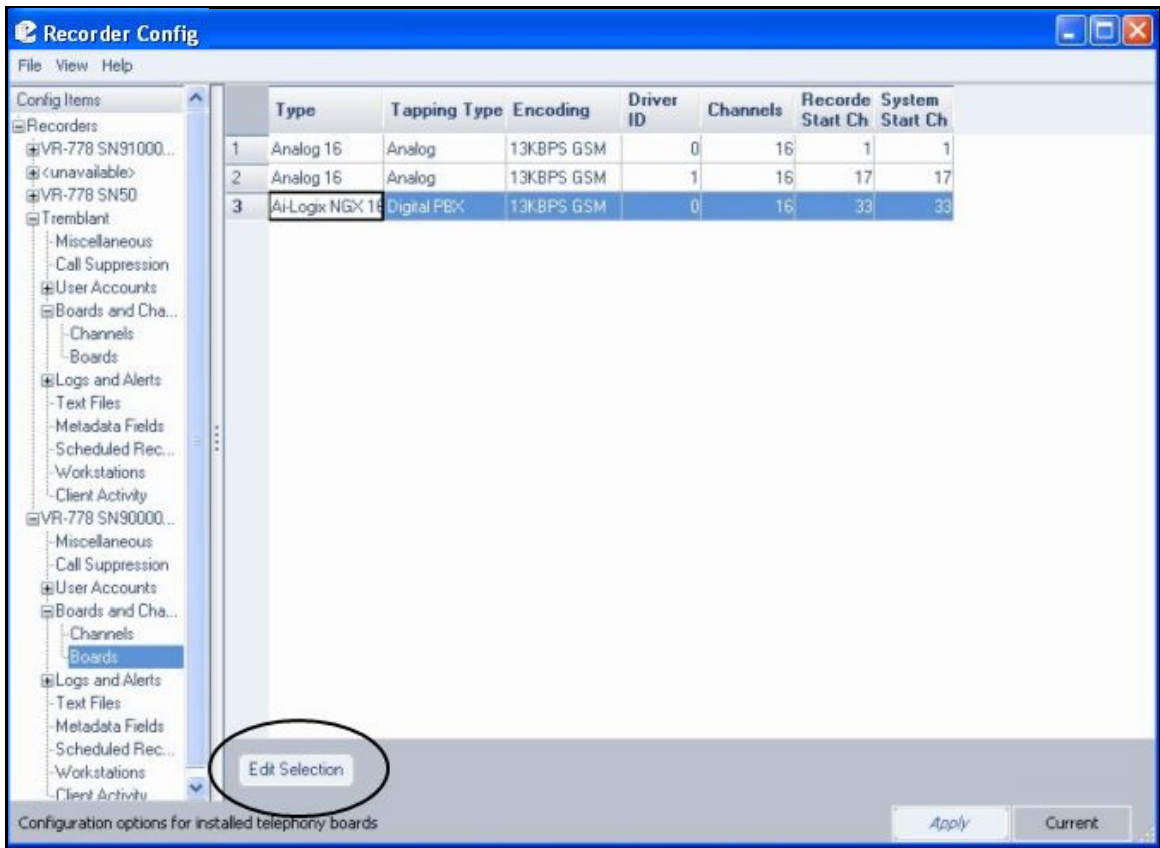 Recorder Config
File View Help
Config Items
Recorders
VR-778 SN91000...
<unavailable>
VR-778 SN50
Tremblant
Miscellaneous
Call Suppression
User Accounts
Boards and Cha...
Channels
Boards
Logs and Alerts
Text Files
Metadata Fields
Scheduled Rec...
Workstations
Client Activity
VR-778 SN90000...
Miscellaneous
Call Suppression
User Accounts
Boards and Cha...
Channels
Boards
Logs and Alerts
Text Files
Metadata Fields
Scheduled Rec...
Workstations
Client Activity
Type Tapping Type Encoding Driver ID Channels Recorde Start Ch System Start Ch
1 Analog 16 Analog 13KBPS GSM 0 16 1 1
2 Analog 16 Analog 13KBPS GSM 1 16 17 17
3 Ai-Logix NGX 16 Digital PBX 13KBPS GSM 0 16 33 33
Edit Selection
Configuration options for installed telephony boards
Apply Current